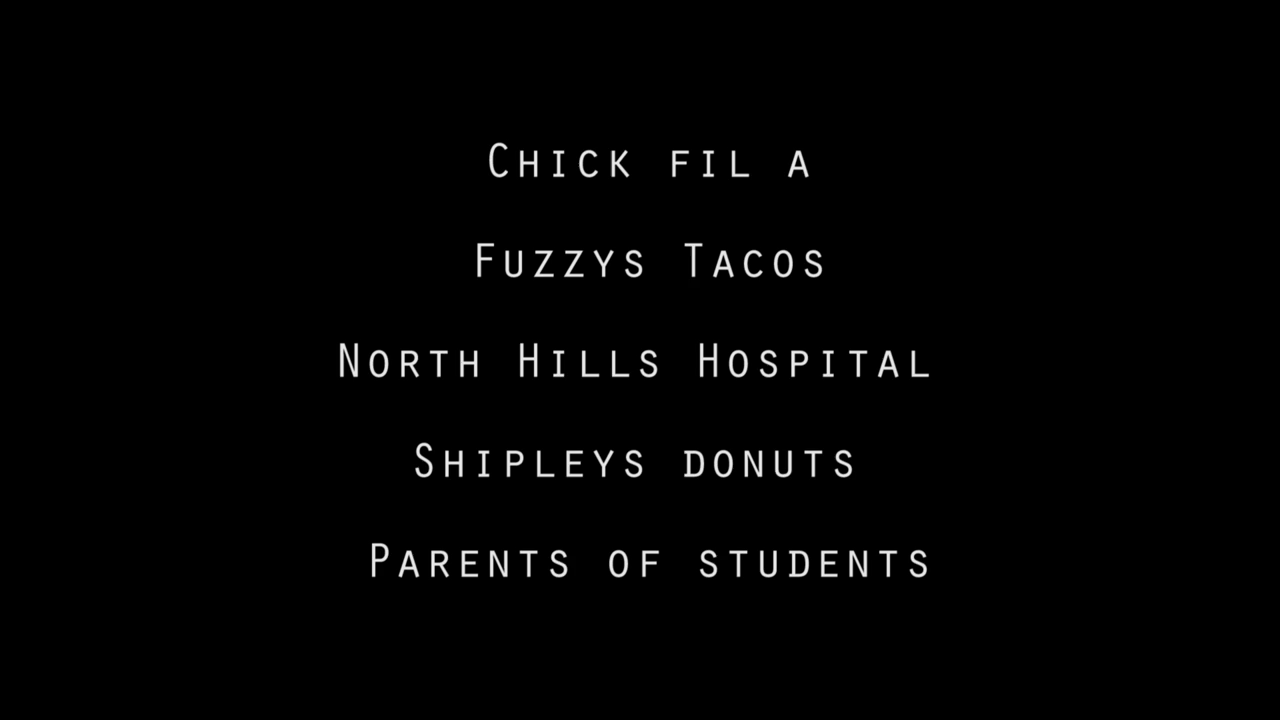 Chick fil a
Fuzzys Tacos
North Hills Hospital
Shipleys donuts
Parents of students